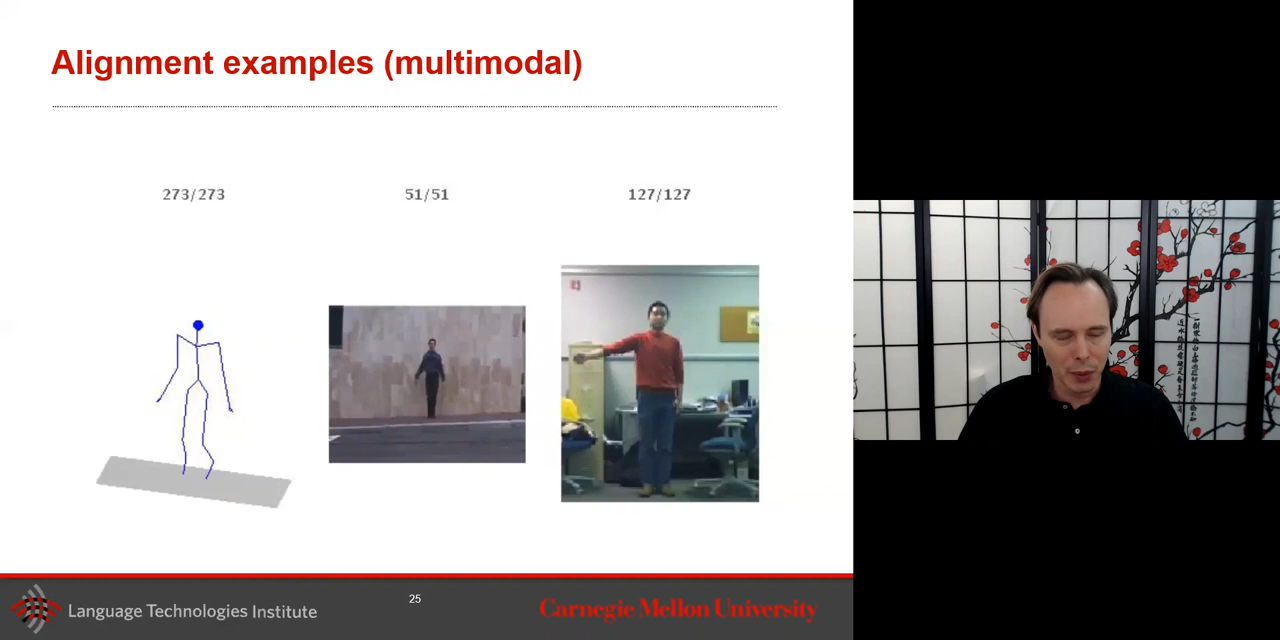 Alignment examples (multimodal)
273/273
51/51
127/127
25
Language Technologies Institute
Carnegie Mellon University